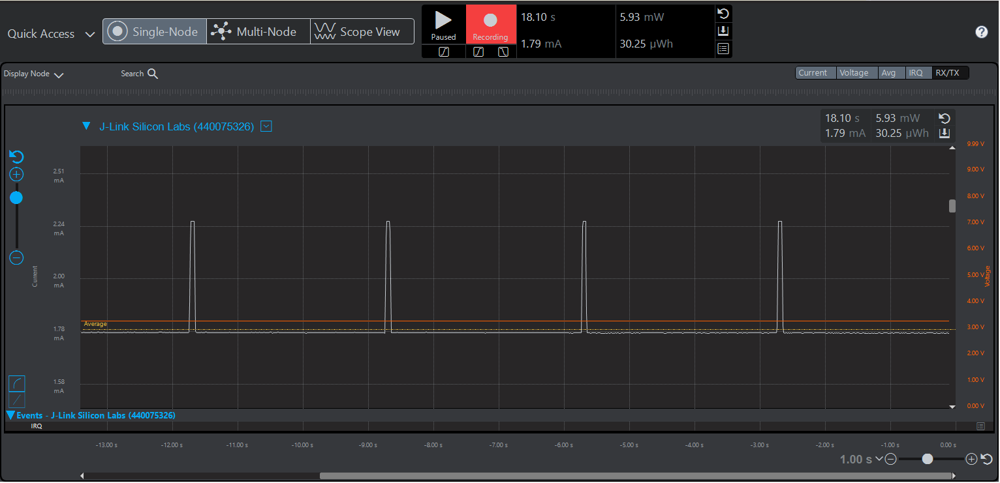 Quick Access
Single-Node
Multi-Node
Scope View
Paused
Recording
18.10 s
5.93 mW
1.79 mA
30.25 µWh
Display Node
Search
Current
Voltage
Avg
IRQ
RX/TX
J-Link Silicon Labs (440075326)
18.10 s
5.93 mW
1.79 mA
30.25 µWh
2.51
mA
2.24
mA
2.00
mA
1.78
mA
1.58
mA
Current
Average
9.99 V
9.00 V
8.00 V
7.00 V
6.00 V
5.00 V
4.00 V
3.00 V
2.00 V
1.00 V
0.00 V
Voltage
Events - J-Link Silicon Labs (440075326)
IRQ
-13.00 s
-12.00 s
-11.00 s
-10.00 s
-9.00 s
-8.00 s
-7.00 s
-6.00 s
-5.00 s
-4.00 s
-3.00 s
-2.00 s
-1.00 s
0.00 s
1.00 s